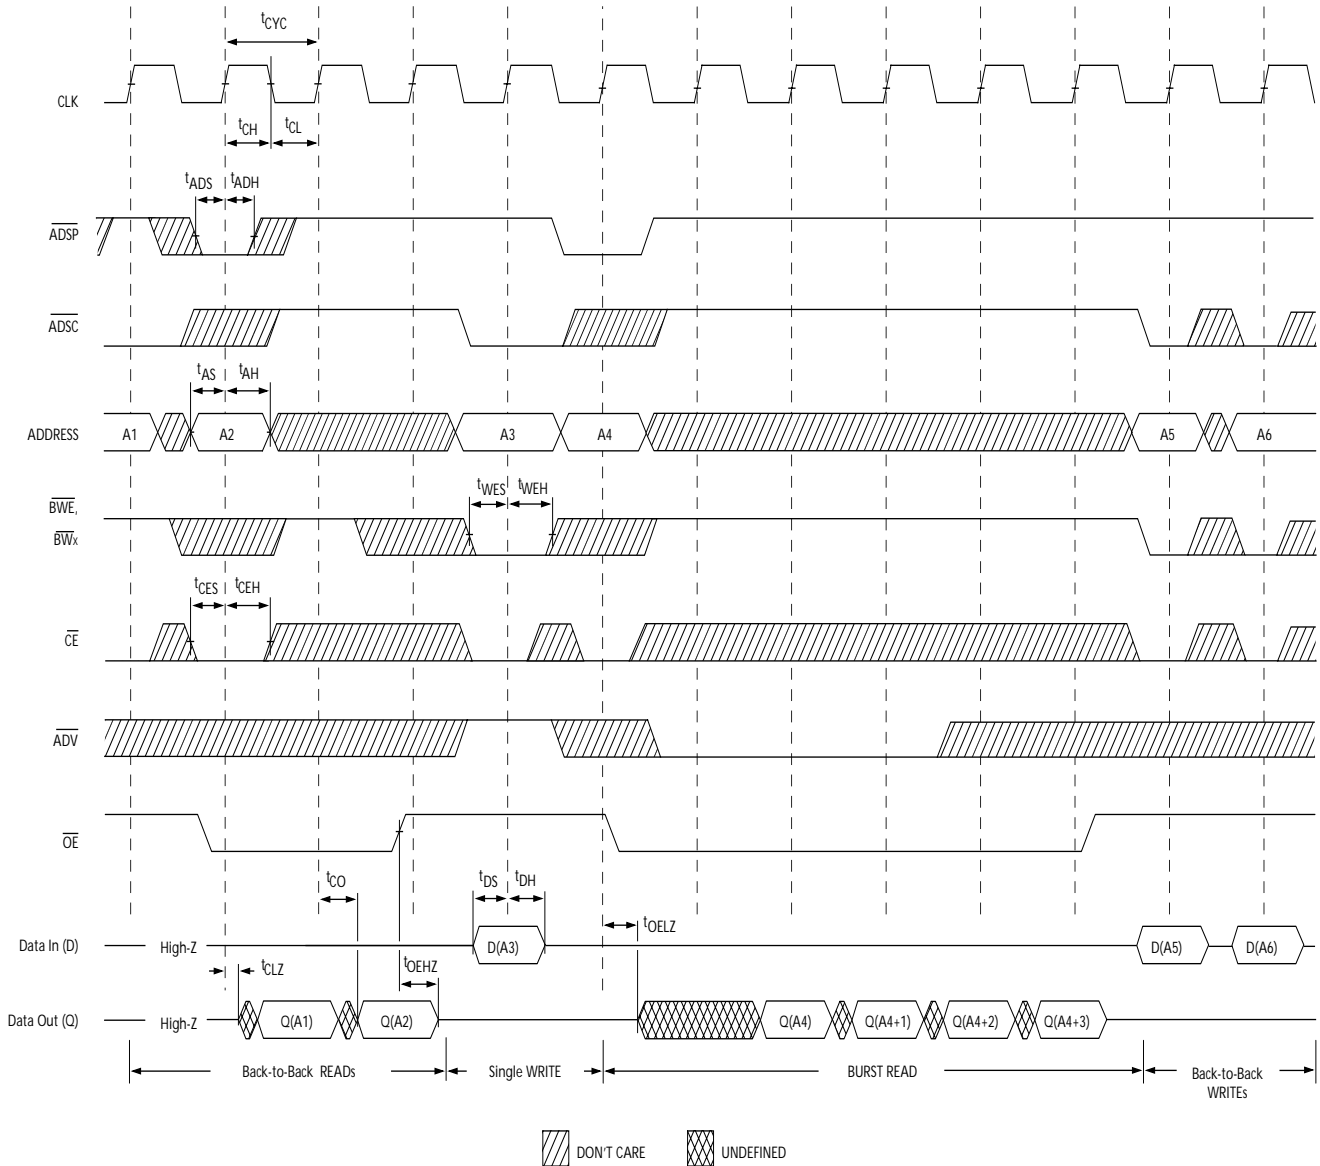 tCYC
CLK
tCH tCL
tADS tADH
ADSP
ADSC
tAS tAH
ADDRESS A1 A2 A3 A4 A5 A6
tWES tWEH
BWE,
BWx
tCES tCEH
CE
ADV
OE
tCO tDS tDH
tOELZ
Data In (D) High-Z D(A3) D(A5) D(A6)
tCLZ tOEHZ
Data Out (Q) High-Z Q(A1) Q(A2) Q(A4) Q(A4+1) Q(A4+2) Q(A4+3)
Back-to-Back READs Single WRITE BURST READ Back-to-Back
WRITEs
DON'T CARE UNDEFINED